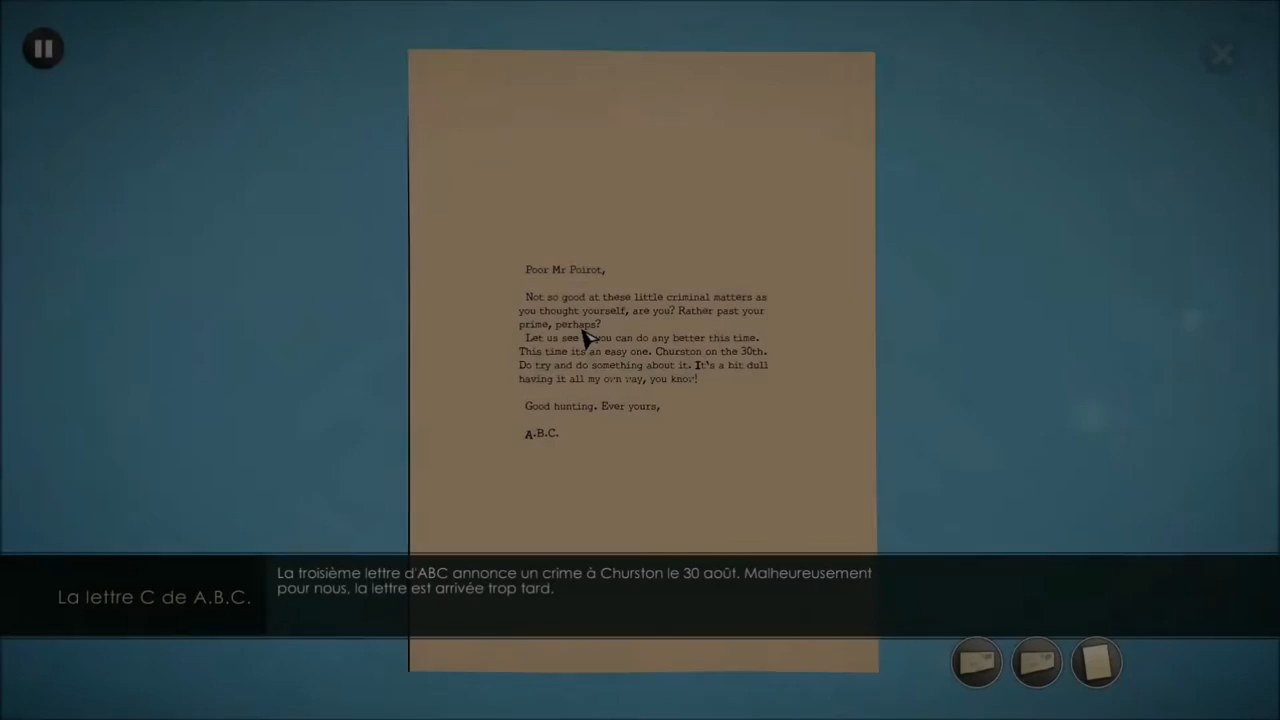 Poor Mr Poirot,
Not so good at these little criminal matters as
you thought yourself, are you? Rather past your
prime, perhaps?
Let us see you can do any better this time.
This time its an easy one. Churston on the 30th.
Do try and do something about it. It's a bit dull
having it all my own way, you know!
Good hunting. Ever yours,
A.B.C.
La lettre C de A.B.C.
La troisième lettre d'ABC annonce un crime à Churston le 30 août. Malheureusement
pour nous, la lettre est arrivée trop tard.